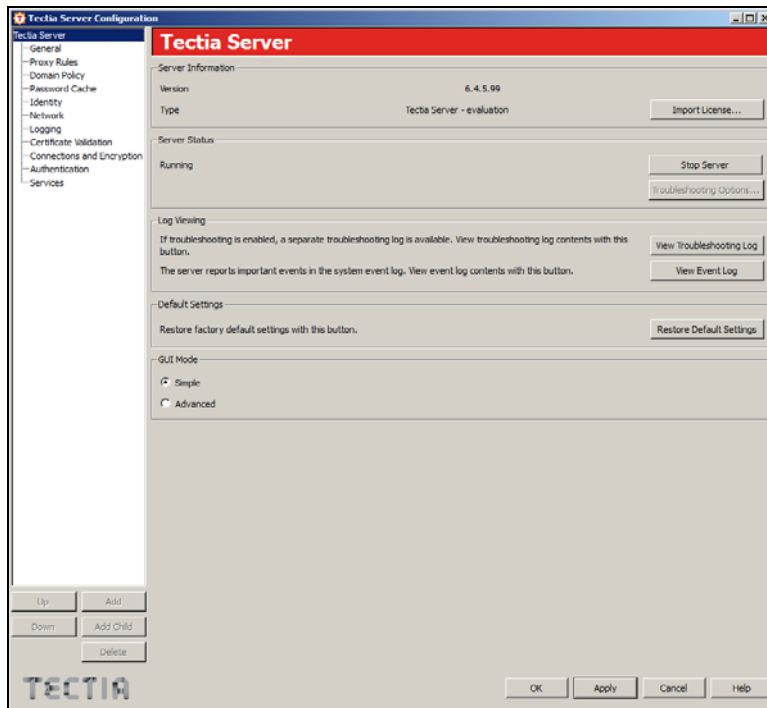 Tectia Server Configuration
Tectia Server
General
Proxy Rules
Domain Policy
Password Cache
Identity
Network
Logging
Certificate Validation
Connections and Encryption
Authentication
Services
Up
Add
Down
Add Child
Delete
TECTIA
Tectia Server
Server Information
Version
6.4.5.99
Type
Tectia Server - evaluation
Import License...
Server Status
Running
Stop Server
Troubleshooting Options...
Log Viewing
If troubleshooting is enabled, a separate troubleshooting log is available. View troubleshooting log contents with this
button.
View Troubleshooting Log
The server reports important events in the system event log. View event log contents with this button.
View Event Log
Default Settings
Restore factory default settings with this button.
Restore Default Settings
GUI Mode
Simple
Advanced
OK
Apply
Cancel
Help